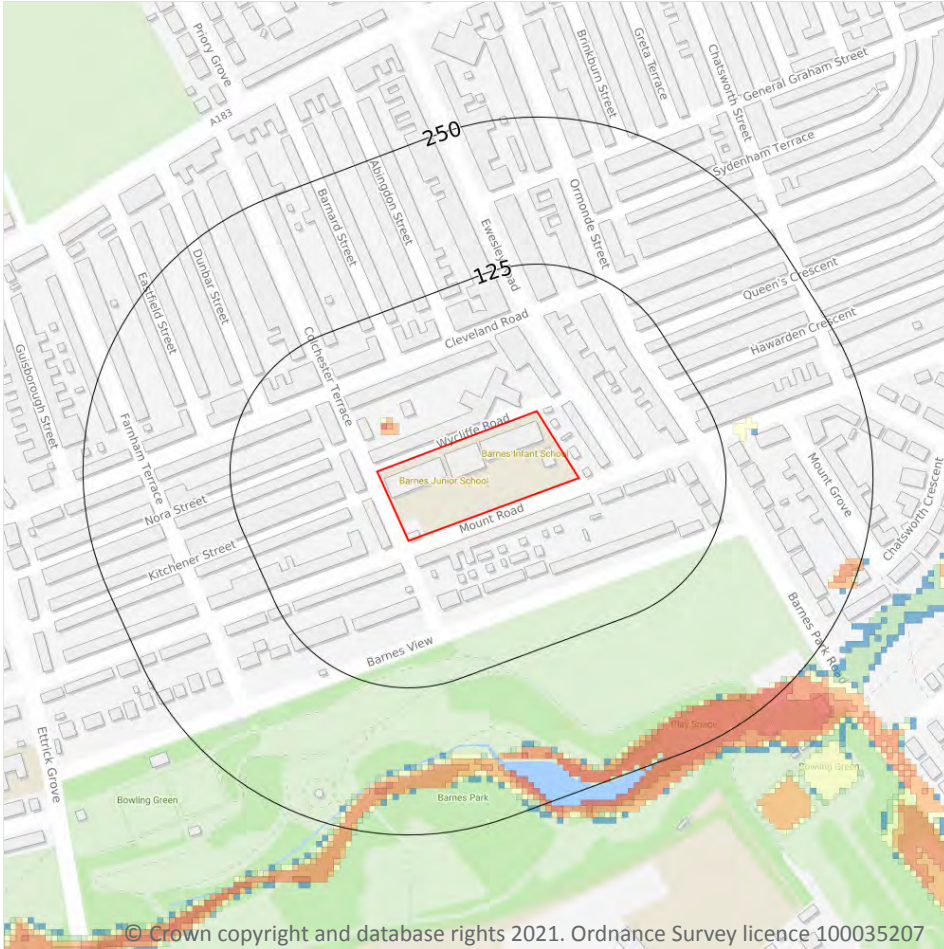 Priory Grove
A183
Brinkburn Street
Greta Terrace
Chatsworth Street
General Graham Street
Sydenham Terrace
250
Abingdon Street
Barnard Street
Ewesley Road
Ormonde Street
Dunbar Street
Eastfield Street
125
Queen's Crescent
Hawarden Crescent
Guisborough Street
Colchester Terrace
Cleveland Road
Farnham Terrace
Wycliffe Road
Barnes Infant School
Barnes Junior School
Mount Road
Mount Grove
Chatsworth Crescent
Nora Street
Kitchener Street
Barnes View
Barnes Park Road
Ettrick Grove
Play Space
Bowling Green
Bowling Green
Barnes Park
© Crown copyright and database rights 2021. Ordnance Survey licence 100035207